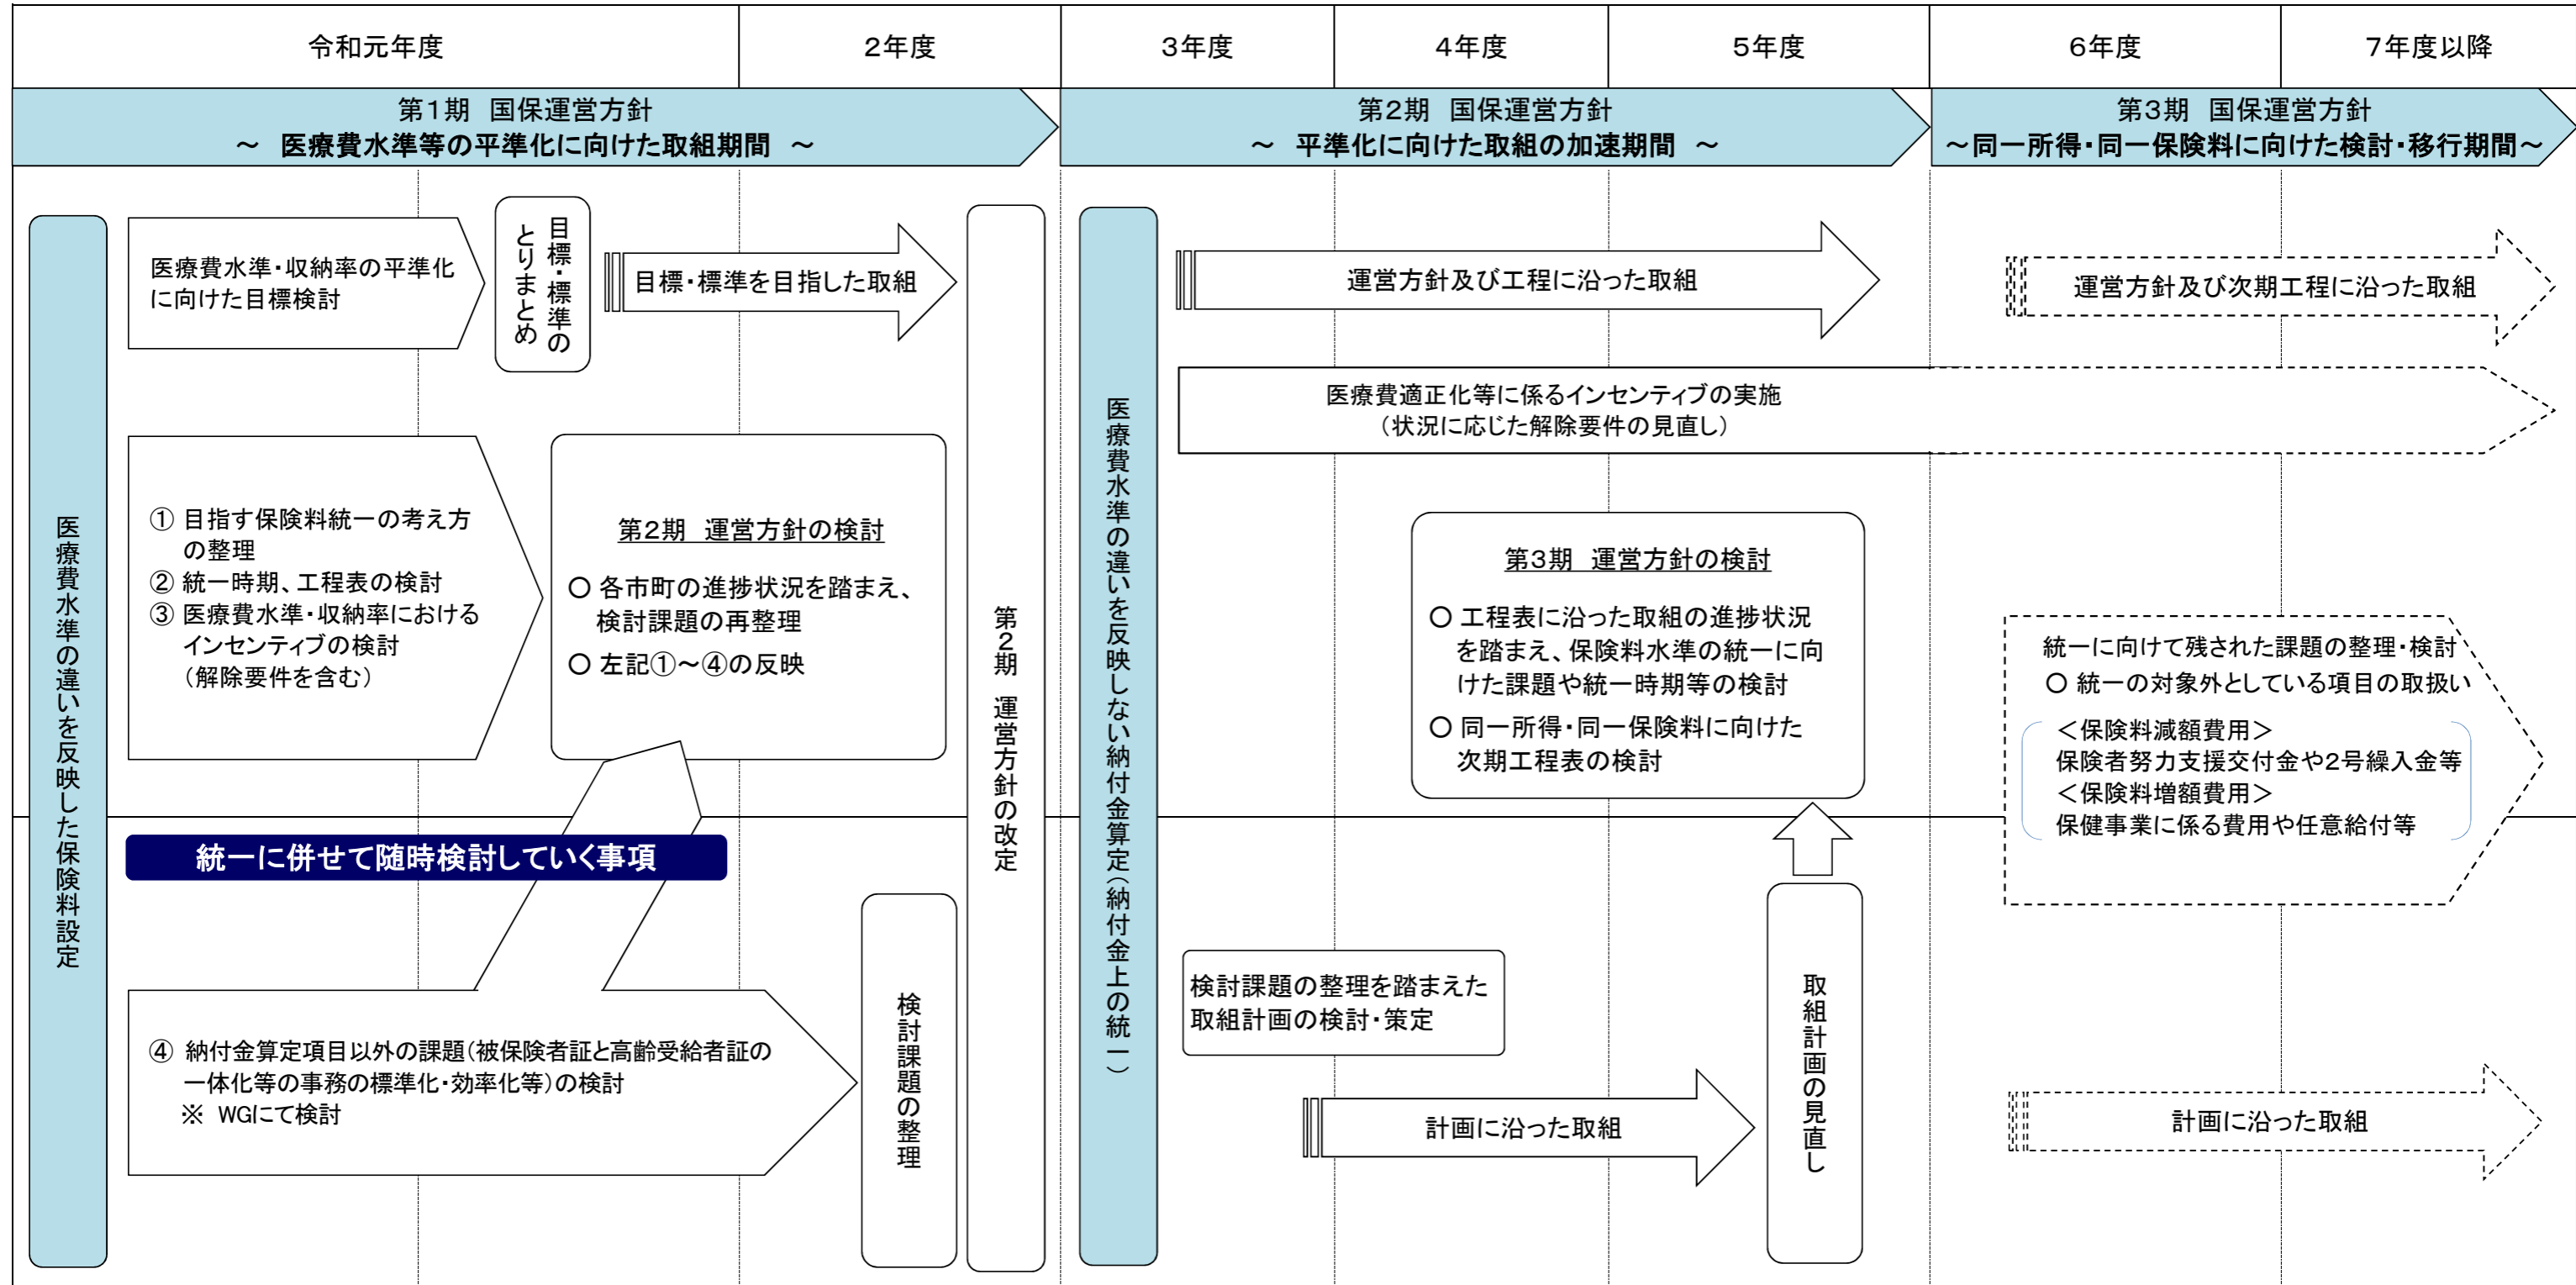 令和元年度
2年度
3年度
4年度
5年度
6年度
7年度以降
第1期 国保運営方針
~ 医療費水準等の平準化に向けた取組期間 ~
第2期 国保運営方針
~ 平準化に向けた取組の加速期間 ~
第3期 国保運営方針
~同一所得・同一保険料に向けた検討・移行期間~
医療費水準の違いを反映した保険料設定
医療費水準・収納率の平準化
に向けた目標検討
目標・標準の
とりまとめ
目標・標準を目指した取組
① 目指す保険料統一の考え方
の整理
② 統一時期、工程表の検討
③ 医療費水準・収納率における
インセンティブの検討
(解除要件を含む)
第2期 運営方針の検討
○ 各市町の進捗状況を踏まえ、
検討課題の再整理
○ 左記①~④の反映
統一に併せて随時検討していく事項
④ 納付金算定項目以外の課題(被保険者証と高齢受給者証の
一体化等の事務の標準化・効率化等)の検討
※ WGにて検討
検討課題の整理
第2期 運営方針の改定
医療費水準の違いを反映しない納付金算定(納付金上の統一)
運営方針及び工程に沿った取組
医療費適正化等に係るインセンティブの実施
(状況に応じた解除要件の見直し)
第3期 運営方針の検討
○ 工程表に沿った取組の進捗状況
を踏まえ、保険料水準の統一に向
けた課題や統一時期等の検討
○ 同一所得・同一保険料に向けた
次期工程表の検討
検討課題の整理を踏まえた
取組計画の検討・策定
計画に沿った取組
取組計画の見直し
運営方針及び次期工程に沿った取組
統一に向けて残された課題の整理・検討
○ 統一の対象外としている項目の取扱い
<保険料減額費用>
保険者努力支援交付金や2号繰入金等
<保険料増額費用>
保健事業に係る費用や任意給付等
計画に沿った取組